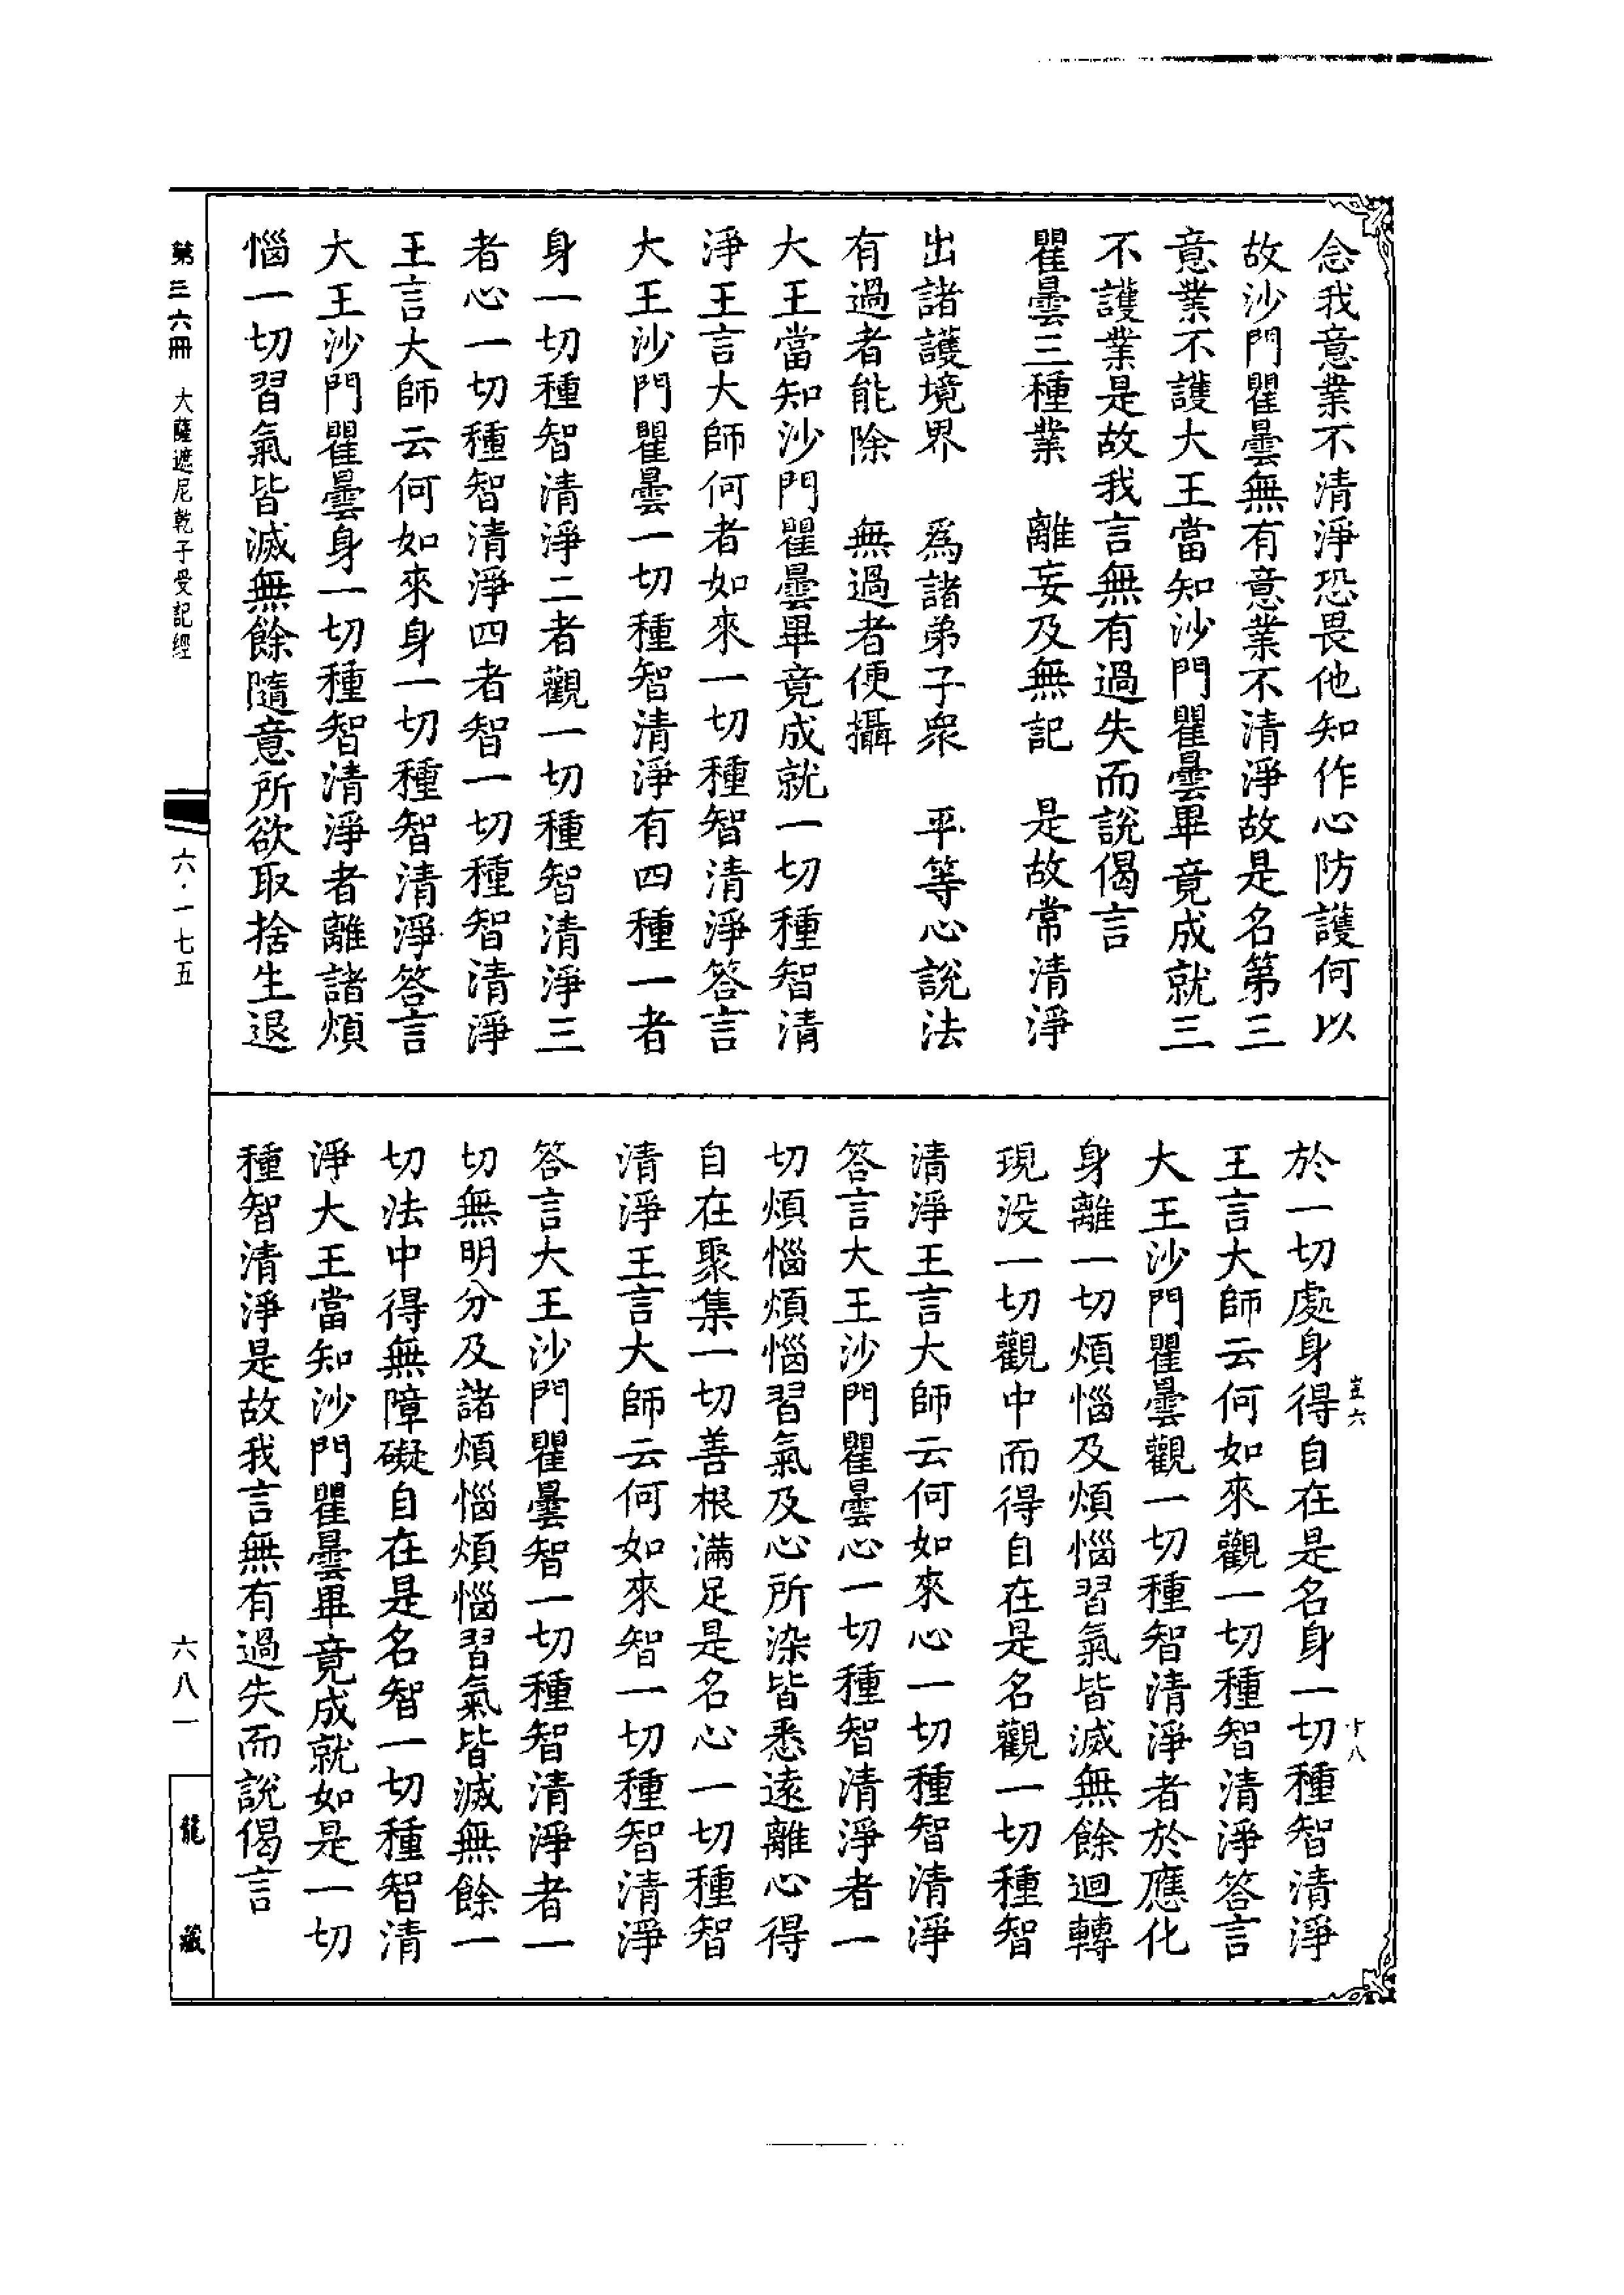 念我意業不清淨恐畏他知作心防護何以
故沙門瞿曇無有意業不清淨故是名第三
意業不護大王當知沙門瞿曇畢竟成就三
不護業是故我言無有過失而說偈言
瞿曇三種業　離妄及無記　是故常清淨
出諸護境界　為諸弟子眾　平等心說法
有過者能除　無過者便攝
大王當知沙門瞿曇畢竟成就一切種智清
淨王言大師何者如來一切種智清淨答言
大王沙門瞿曇一切種智清淨有四種一者
身一切種智清淨二者觀一切種智清淨三
者心一切種智清淨四者智一切種智清淨
王言大師云何如來身一切種智清淨答言
大王沙門瞿曇身一切種智清淨者離諸煩
惱一切習氣皆滅無餘隨意所欲取捨生退
於一切處身得自在是名身一切種智清淨
王言大師云何如來觀一切種智清淨答言
大王沙門瞿曇觀一切種智清淨者於應化
身離一切煩惱及煩惱習氣皆滅無餘迴轉
現没一切觀中而得自在是名觀一切種智
清淨王言大師云何如來心一切種智清淨
答言大王沙門瞿曇心一切種智清淨者一
切煩惱煩惱習氣及心所染皆悉遠離心得
自在聚集一切善根滿足是名心一切種智
清淨王言大師云何如來智一切種智清淨
答言大王沙門瞿曇智一切種智清淨者一
切無明分及諸煩惱煩惱習氣皆滅無餘一
切法中得無障礙自在是名智一切種智清
淨大王當知沙門瞿曇畢竟成就如是一切
種智清淨是故我言無有過失而說偈言
六
十八
第三六冊　大薩遮尼乾子受記經
六·一七五
六八一
龍藏